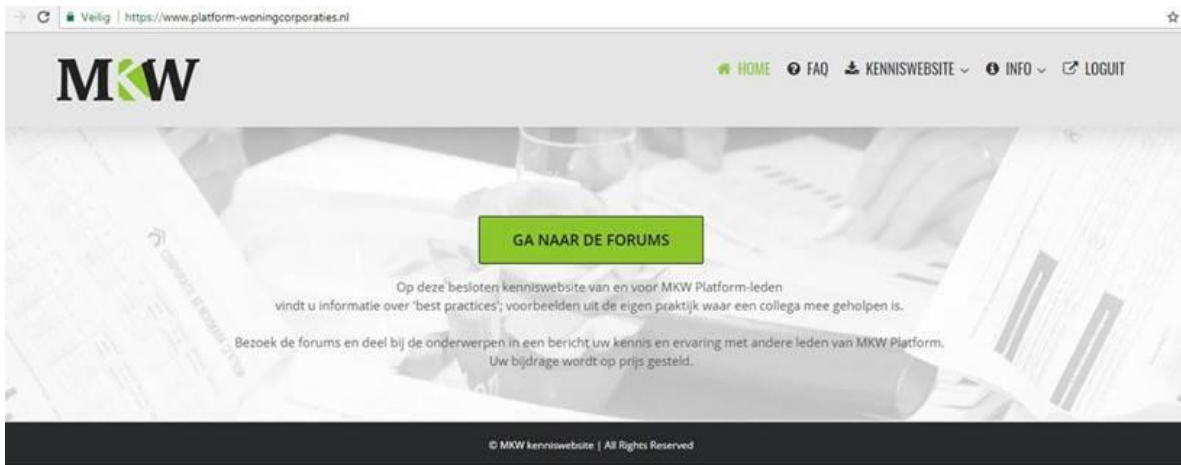 Veilig | https://www.platform-woningcorporaties.nl
MKW
HOME FAQ KENNISWEBSITE INFO LOGUIT
GA NAAR DE FORUMS
Op deze besloten kenniswebsite van en voor MKW Platform-leden
vindt u informatie over 'best practices'; voorbeelden uit de eigen praktijk waar een collega mee geholpen is.
Bezoek de forums en deel bij de onderwerpen in een bericht uw kennis en ervaring met andere leden van MKW Platform.
Uw bijdrage wordt op prijs gesteld.
© MKW kenniswebsite | All Rights Reserved